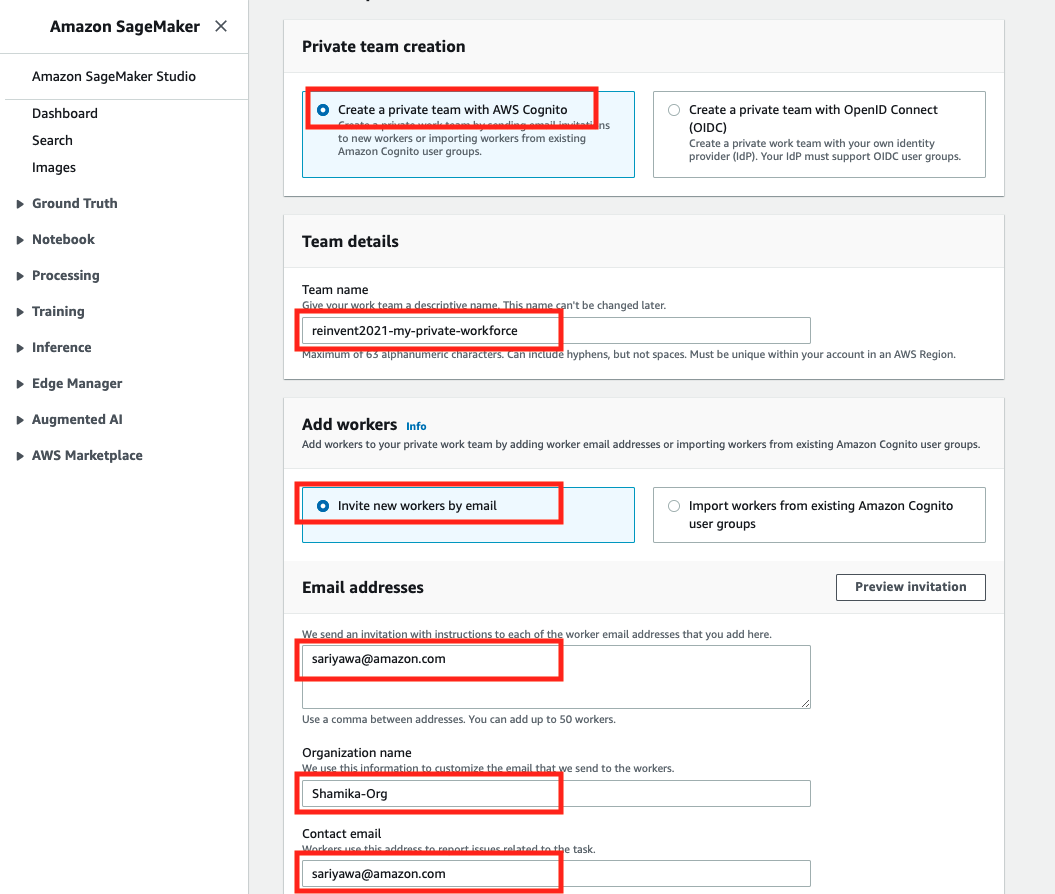 Amazon SageMaker
Amazon SageMaker Studio
Dashboard
Search
Images
Ground Truth
Notebook
Processing
Training
Inference
Edge Manager
Augmented AI
AWS Marketplace
Private team creation
Create a private team with AWS Cognito
Create a private work team by sending email invitations
to new workers or importing workers from existing
Amazon Cognito user groups.
Create a private team with OpenID Connect
(OIDC)
Create a private work team with your own identity
provider (IdP). Your IdP must support OIDC user groups.
Team details
Team name
Give your work team a descriptive name. This name can't be changed later.
reinvent2021-my-private-workforce
Maximum of 63 alphanumeric characters. Can include hyphens, but not spaces. Must be unique within your account in an AWS Region.
Add workers Info
Add workers to your private work team by adding worker email addresses or importing workers from existing Amazon Cognito user groups.
Invite new workers by email
Import workers from existing Amazon Cognito
user groups
Email addresses
Preview invitation
We send an invitation with instructions to each of the worker email addresses that you add here.
sariyawa@amazon.com
Use a comma between addresses. You can add up to 50 workers.
Organization name
We use this information to customize the email that we send to the workers.
Shamika-Org
Contact email
Workers use this address to report issues related to the task.
sariyawa@amazon.com